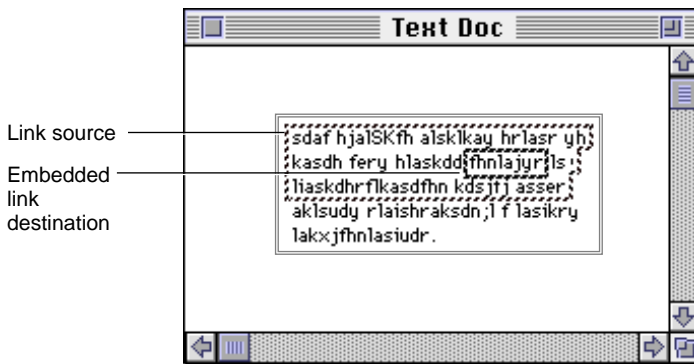 Text Doc
Link source
Embedded
link
destination
sdaf hjalSKfh alsklkay hrlasr yh
kasdh fery hlaskdd fhnlajyr ls
liaskdhrflkasdfhn kdsjfj asser
aklsudy rlaishraksdn;l f lasikry
lakxjfhnlasiudr.